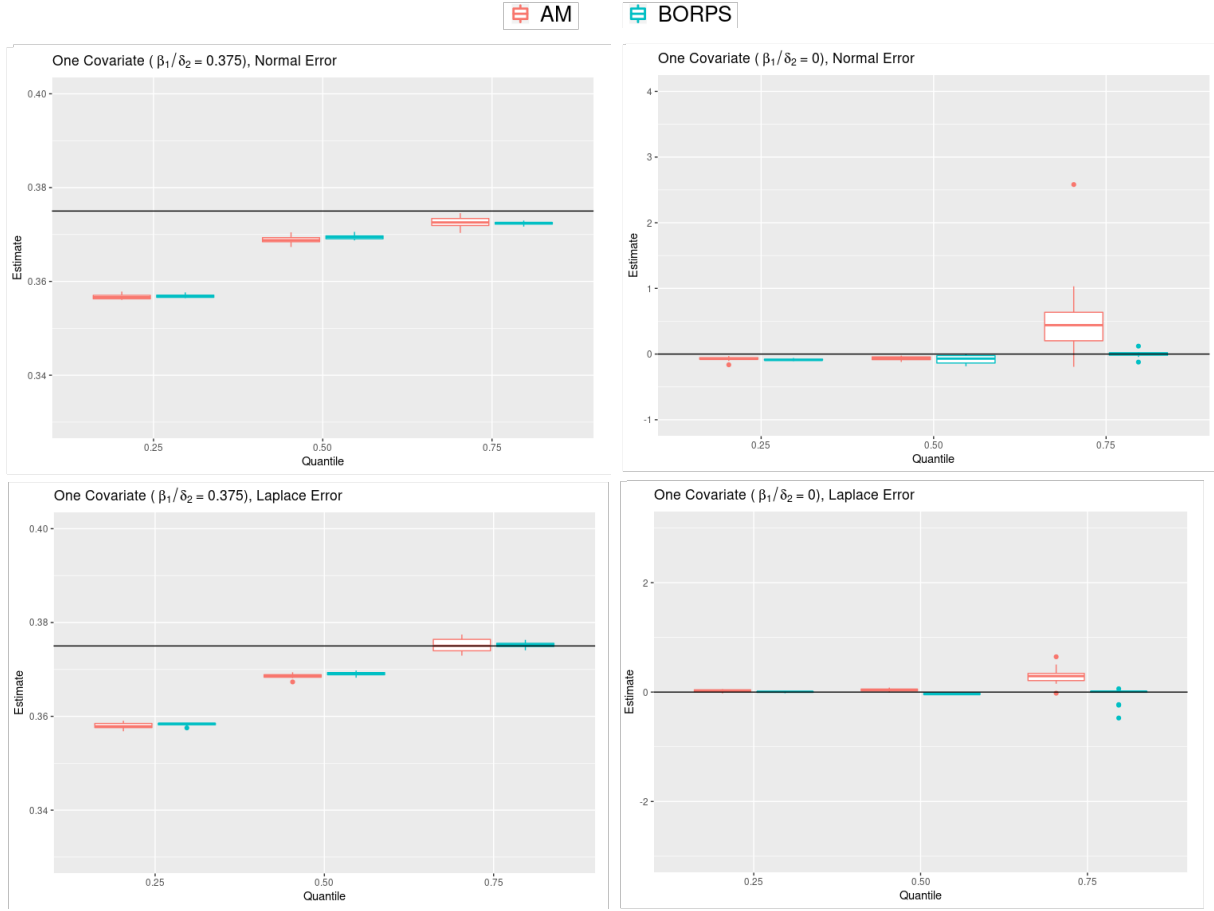 AM BORPS
One Covariate ( β₁/δ₂ = 0.375), Normal Error
0.40
0.38
0.36
0.34
Estimate
0.25 0.50 0.75
Quantile
One Covariate ( β₁/δ₂ = 0), Normal Error
4
3
2
1
0
-1
Estimate
0.25 0.50 0.75
Quantile
One Covariate ( β₁/δ₂ = 0.375), Laplace Error
0.40
0.38
0.36
0.34
Estimate
0.25 0.50 0.75
Quantile
One Covariate ( β₁/δ₂ = 0), Laplace Error
2
0
-2
Estimate
0.25 0.50 0.75
Quantile